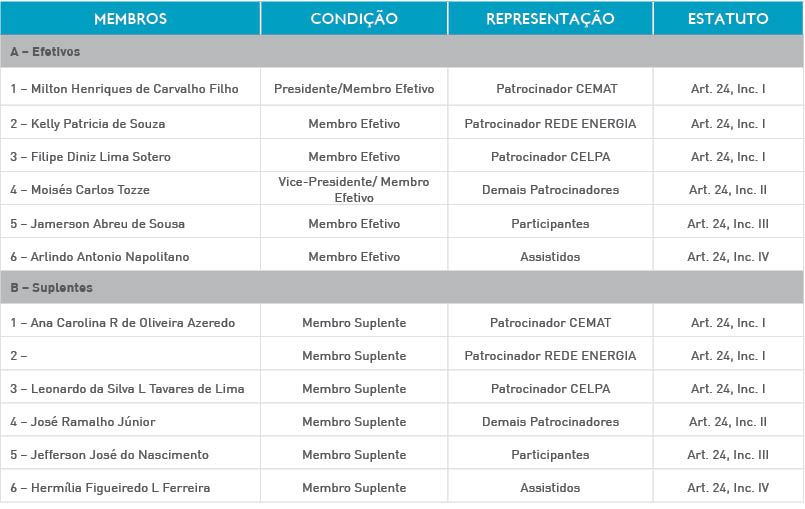 MEMBROS CONDIÇÃO REPRESENTAÇÃO ESTATUTO
A – Efetivos
1 – Milton Henriques de Carvalho Filho Presidente/Membro Efetivo Patrocinador CEMAT Art. 24, Inc. I
2 – Kelly Patrícia de Souza Membro Efetivo Patrocinador REDE ENERGIA Art. 24, Inc. I
3 – Filipe Diniz Lima Sotero Membro Efetivo Patrocinador CELPA Art. 24, Inc. I
4 – Moisés Carlos Tozze Vice-Presidente/ Membro Efetivo Demais Patrocinadores Art. 24, Inc. II
5 – Jamerson Abreu de Sousa Membro Efetivo Participantes Art. 24, Inc. III
6 – Arlindo Antonio Napolitano Membro Efetivo Assistidos Art. 24, Inc. IV
B – Suplentes
1 – Ana Carolina R de Oliveira Azeredo Membro Suplente Patrocinador CEMAT Art. 24, Inc. I
2 – Membro Suplente Patrocinador REDE ENERGIA Art. 24, Inc. I
3 – Leonardo da Silva L Tavares de Lima Membro Suplente Patrocinador CELPA Art. 24, Inc. I
4 – José Ramalho Júnior Membro Suplente Demais Patrocinadores Art. 24, Inc. II
5 – Jefferson José do Nascimento Membro Suplente Participantes Art. 24, Inc. III
6 – Hermília Figueiredo L Ferreira Membro Suplente Assistidos Art. 24, Inc. IV